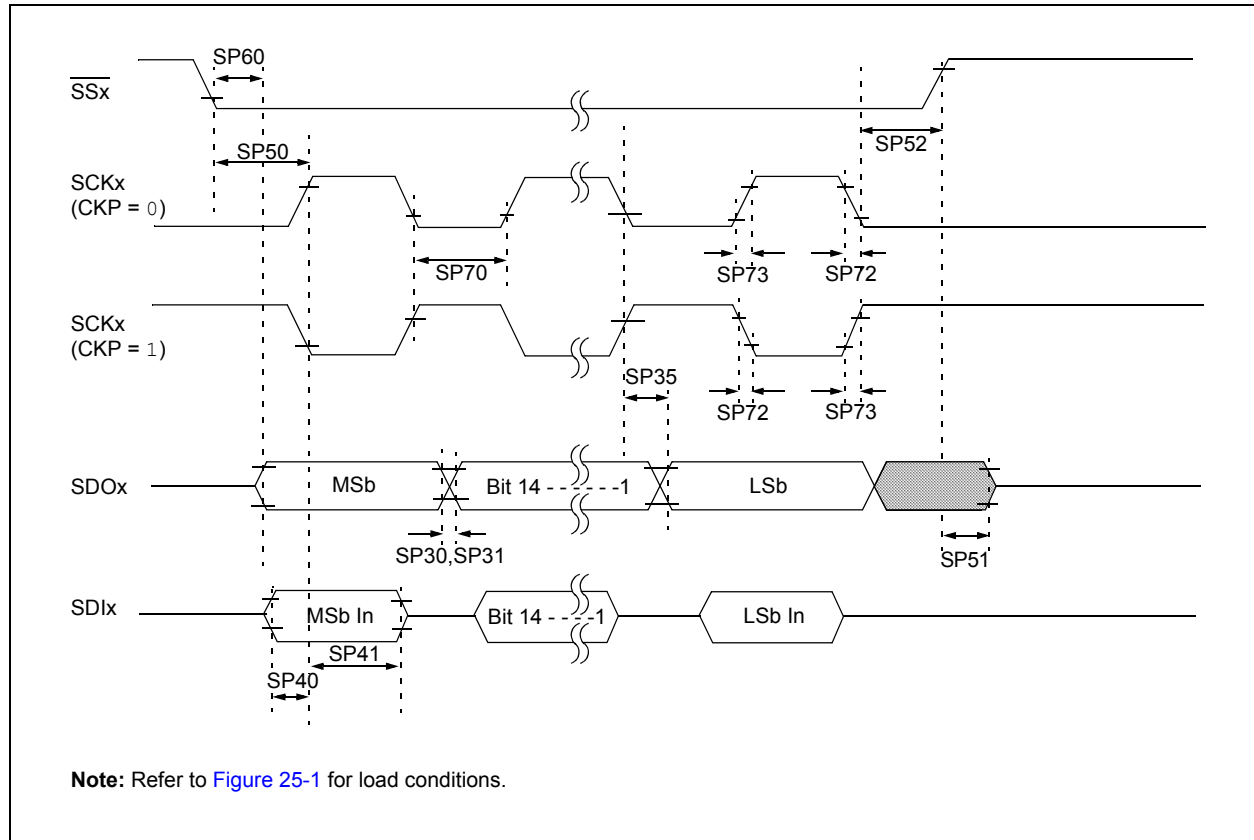 SP60
SSx
SP50
SP52
SCKx
(CKP = 0)
SP70
SP73
SP72
SCKx
(CKP = 1)
SP35
SP72
SP73
SDOx
MSb
Bit 14 - - - - - -1
LSb
SP30,SP31
SP51
SDIx
MSb In
Bit 14 - - - -1
LSb In
SP41
SP40
Note: Refer to Figure 25-1 for load conditions.